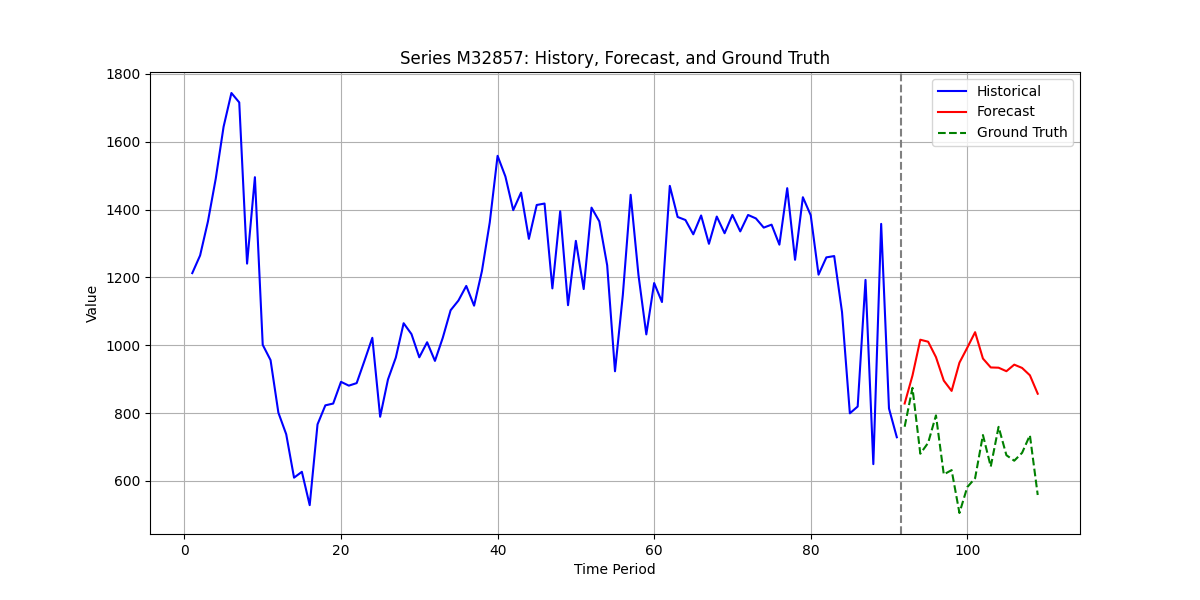 Series M32857: History, Forecast, and Ground Truth
Value
1800
1600
1400
1200
1000
800
600
0
20
40
60
80
100
Time Period
Historical
Forecast
Ground Truth